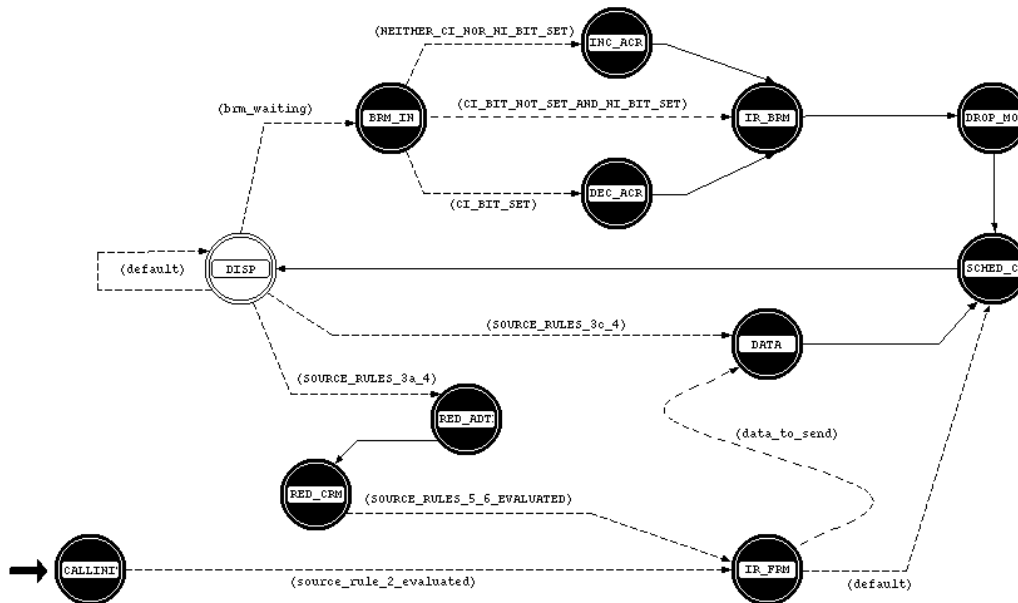 (NEITHER_CI_NOR_NI_BIT_SET)
INC_ACR
(brm_waiting)
BRM_IN
(CI_BIT_NOT_SET_AND_NI_BIT_SET)
IR_BRM
DROP_MO
(CI_BIT_SET)
DEC_ACR
(default)
DISP
SCHED_C
(SOURCE_RULES_3c_4)
DATA
(SOURCE_RULES_3a_4)
RED_ADT
(data_to_send)
RED_CRM
(SOURCE_RULES_5_6_EVALUATED)
CALLINI
(source_rule_2_evaluated)
IR_FRM
(default)